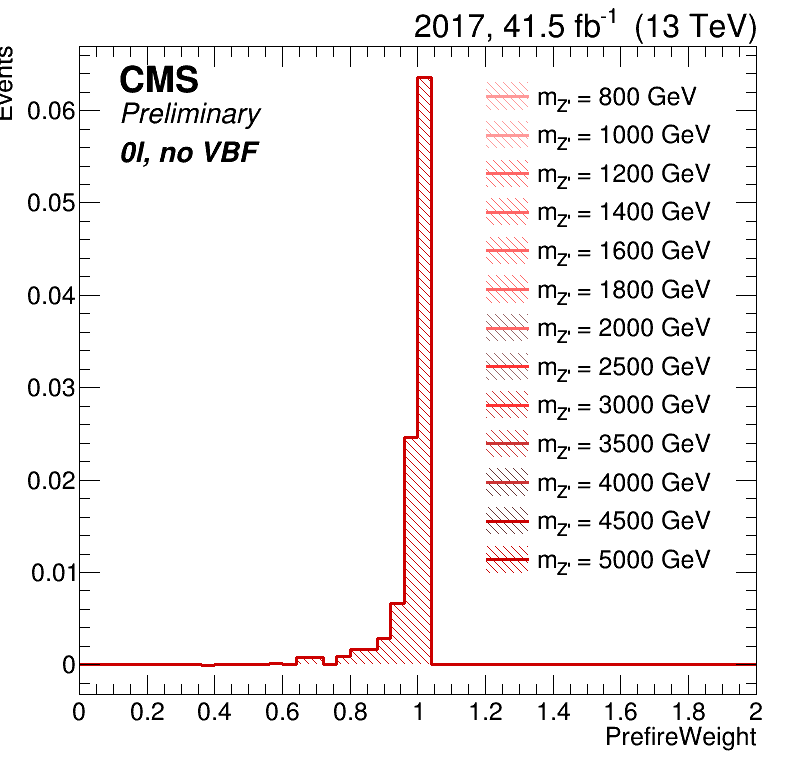 2017, 41.5 fb-1 (13 TeV)
Events
CMS
Preliminary
0l, no VBF
mZ' = 800 GeV
mZ' = 1000 GeV
mZ' = 1200 GeV
mZ' = 1400 GeV
mZ' = 1600 GeV
mZ' = 1800 GeV
mZ' = 2000 GeV
mZ' = 2500 GeV
mZ' = 3000 GeV
mZ' = 3500 GeV
mZ' = 4000 GeV
mZ' = 4500 GeV
mZ' = 5000 GeV
0.06
0.05
0.04
0.03
0.02
0.01
0
0 0.2 0.4 0.6 0.8 1 1.2 1.4 1.6 1.8 2
PrefireWeight